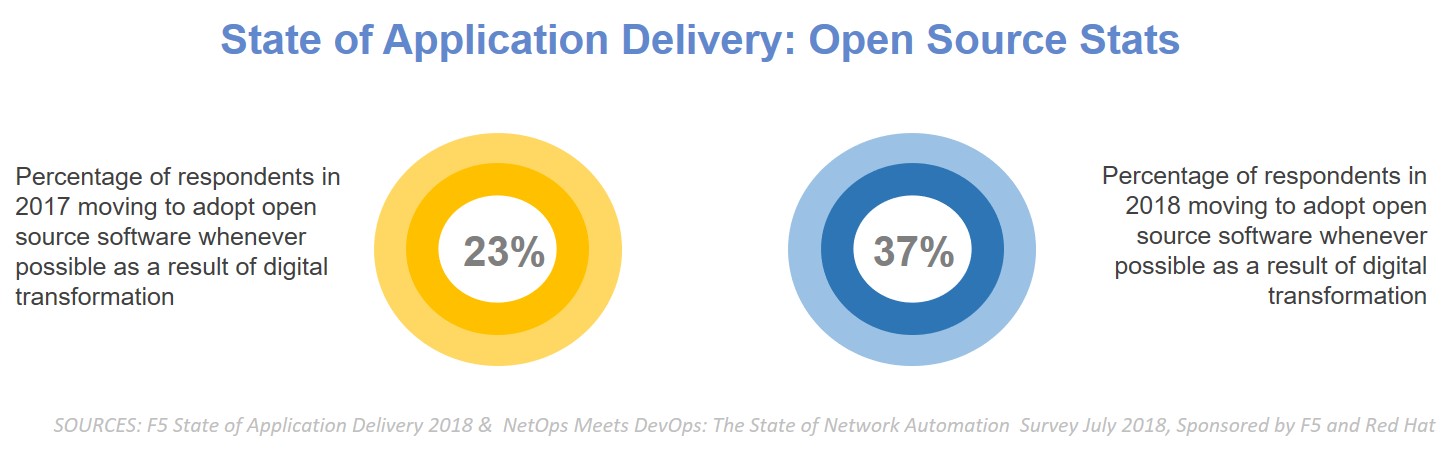 State of Application Delivery: Open Source Stats
Percentage of respondents in
2017 moving to adopt open
source software whenever
possible as a result of digital
transformation
23%
37%
Percentage of respondents in
2018 moving to adopt open
source software whenever
possible as a result of digital
transformation
SOURCES: F5 State of Application Delivery 2018 & NetOps Meets DevOps: The State of Network Automation Survey July 2018, Sponsored by F5 and Red Hat